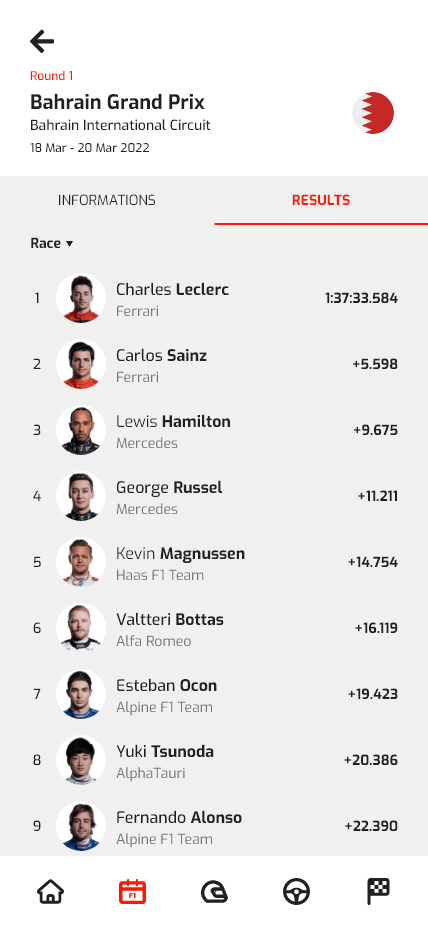 Round 1
Bahrain Grand Prix
Bahrain International Circuit
18 Mar - 20 Mar 2022
INFORMATIONS RESULTS
Race
1 Charles Leclerc 1:37:33.584
Ferrari
2 Carlos Sainz +5.598
Ferrari
3 Lewis Hamilton +9.675
Mercedes
4 George Russel +11.211
Mercedes
5 Kevin Magnussen +14.754
Haas F1 Team
6 Valtteri Bottas +16.119
Alfa Romeo
7 Esteban Ocon +19.423
Alpine F1 Team
8 Yuki Tsunoda +20.386
AlphaTauri
9 Fernando Alonso +22.390
Alpine F1 Team
F1